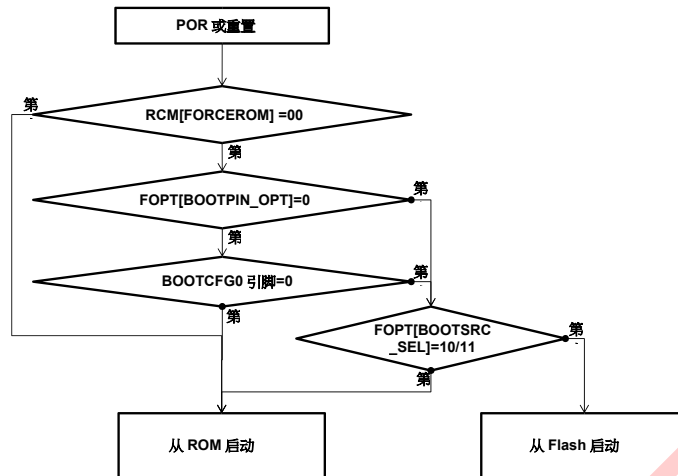 POR 或重置
第
RCM[FORCEROM] =00
第
第
FOPT[BOOTPIN_OPT]=0
第
BOOTCFG0 引脚=0
第
FOPT[BOOTSRC
_SEL]=10/11
第
第
从 ROM 启动
从 Flash 启动